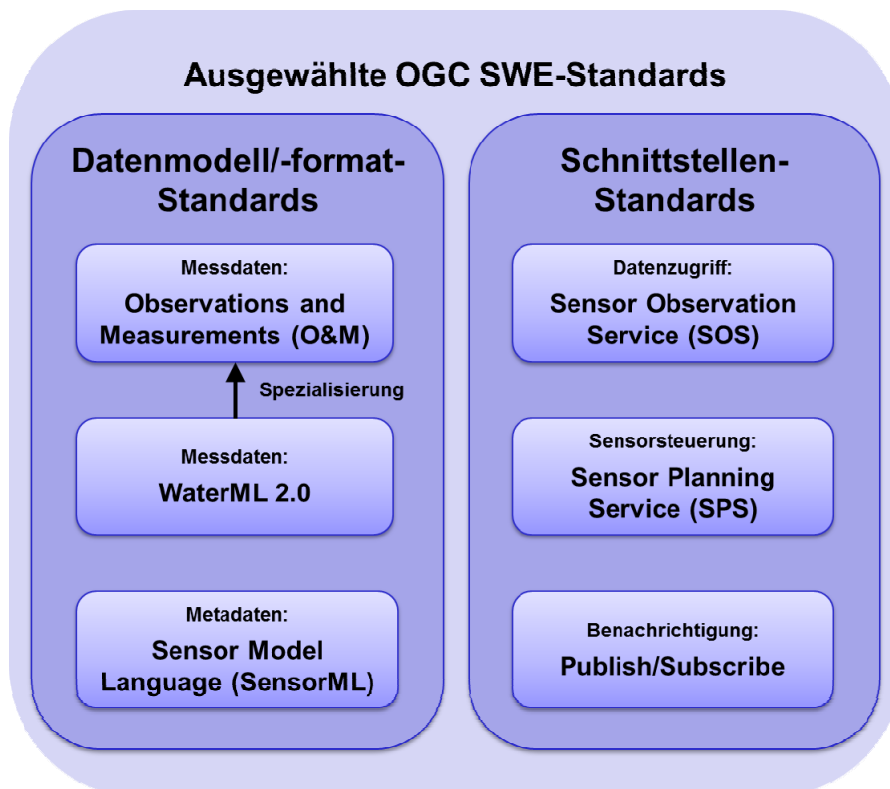 Ausgewählte OGC SWE-Standards
Datenmodell/-format-
Standards
Messdaten:
Observations and
Measurements (O&M)
Spezialisierung
Messdaten:
WaterML 2.0
Metadaten:
Sensor Model
Language (SensorML)
Schnittstellen-
Standards
Datenzugriff:
Sensor Observation
Service (SOS)
Sensorsteuerung:
Sensor Planning
Service (SPS)
Benachrichtigung:
Publish/Subscribe